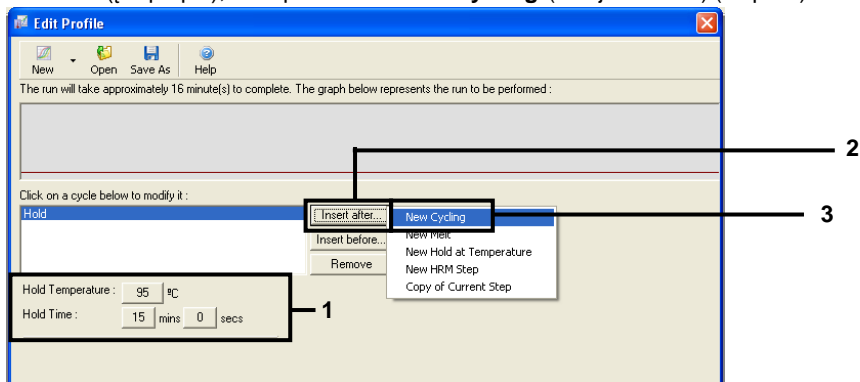 Edit Profile
New Open Save As Help
The run will take approximately 16 minute(s) to complete. The graph below represents the run to be performed :
2
Click on a cycle below to modify it :
Hold
Insert after...
New Cycling
3
Insert before...
New Melt
New Hold at Temperature
Remove
New HRM Step
Copy of Current Step
Hold Temperature : 95 ºC
1
Hold Time : 15 mins 0 secs